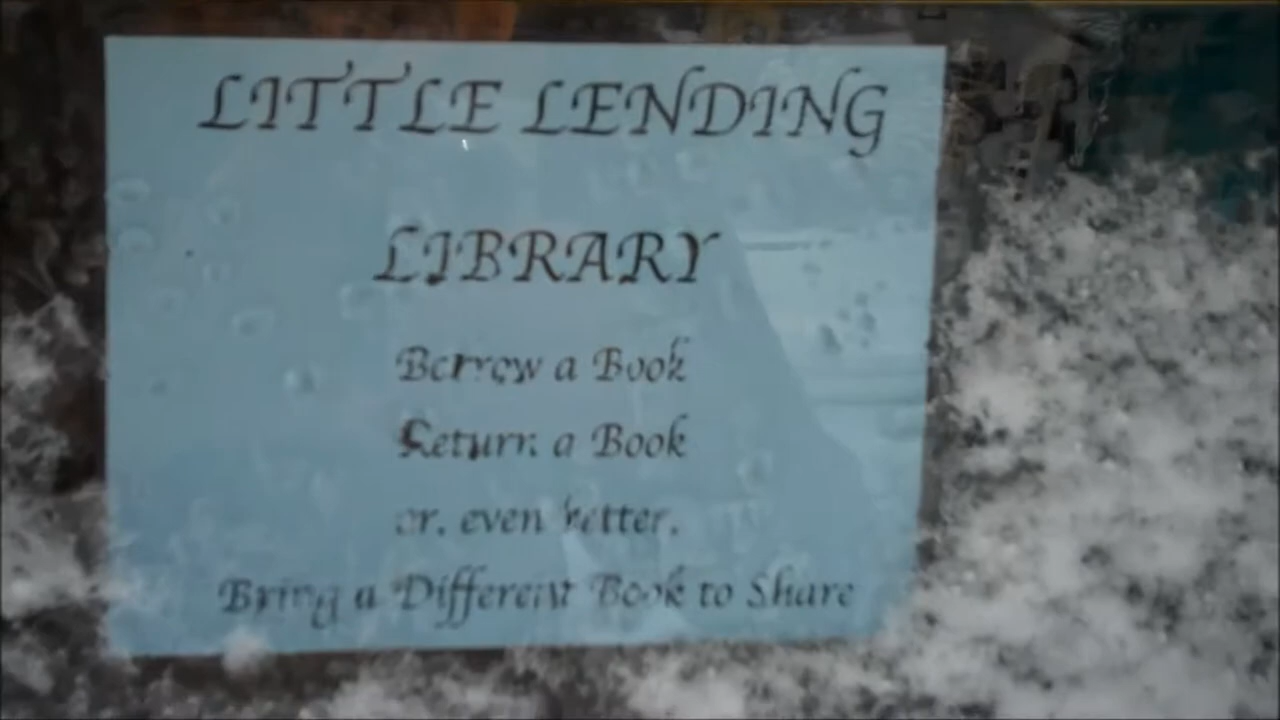 LITTLE LENDING
LIBRARY
Borrow a Book
Return a Book
or, even better,
Bring a Different Book to Share